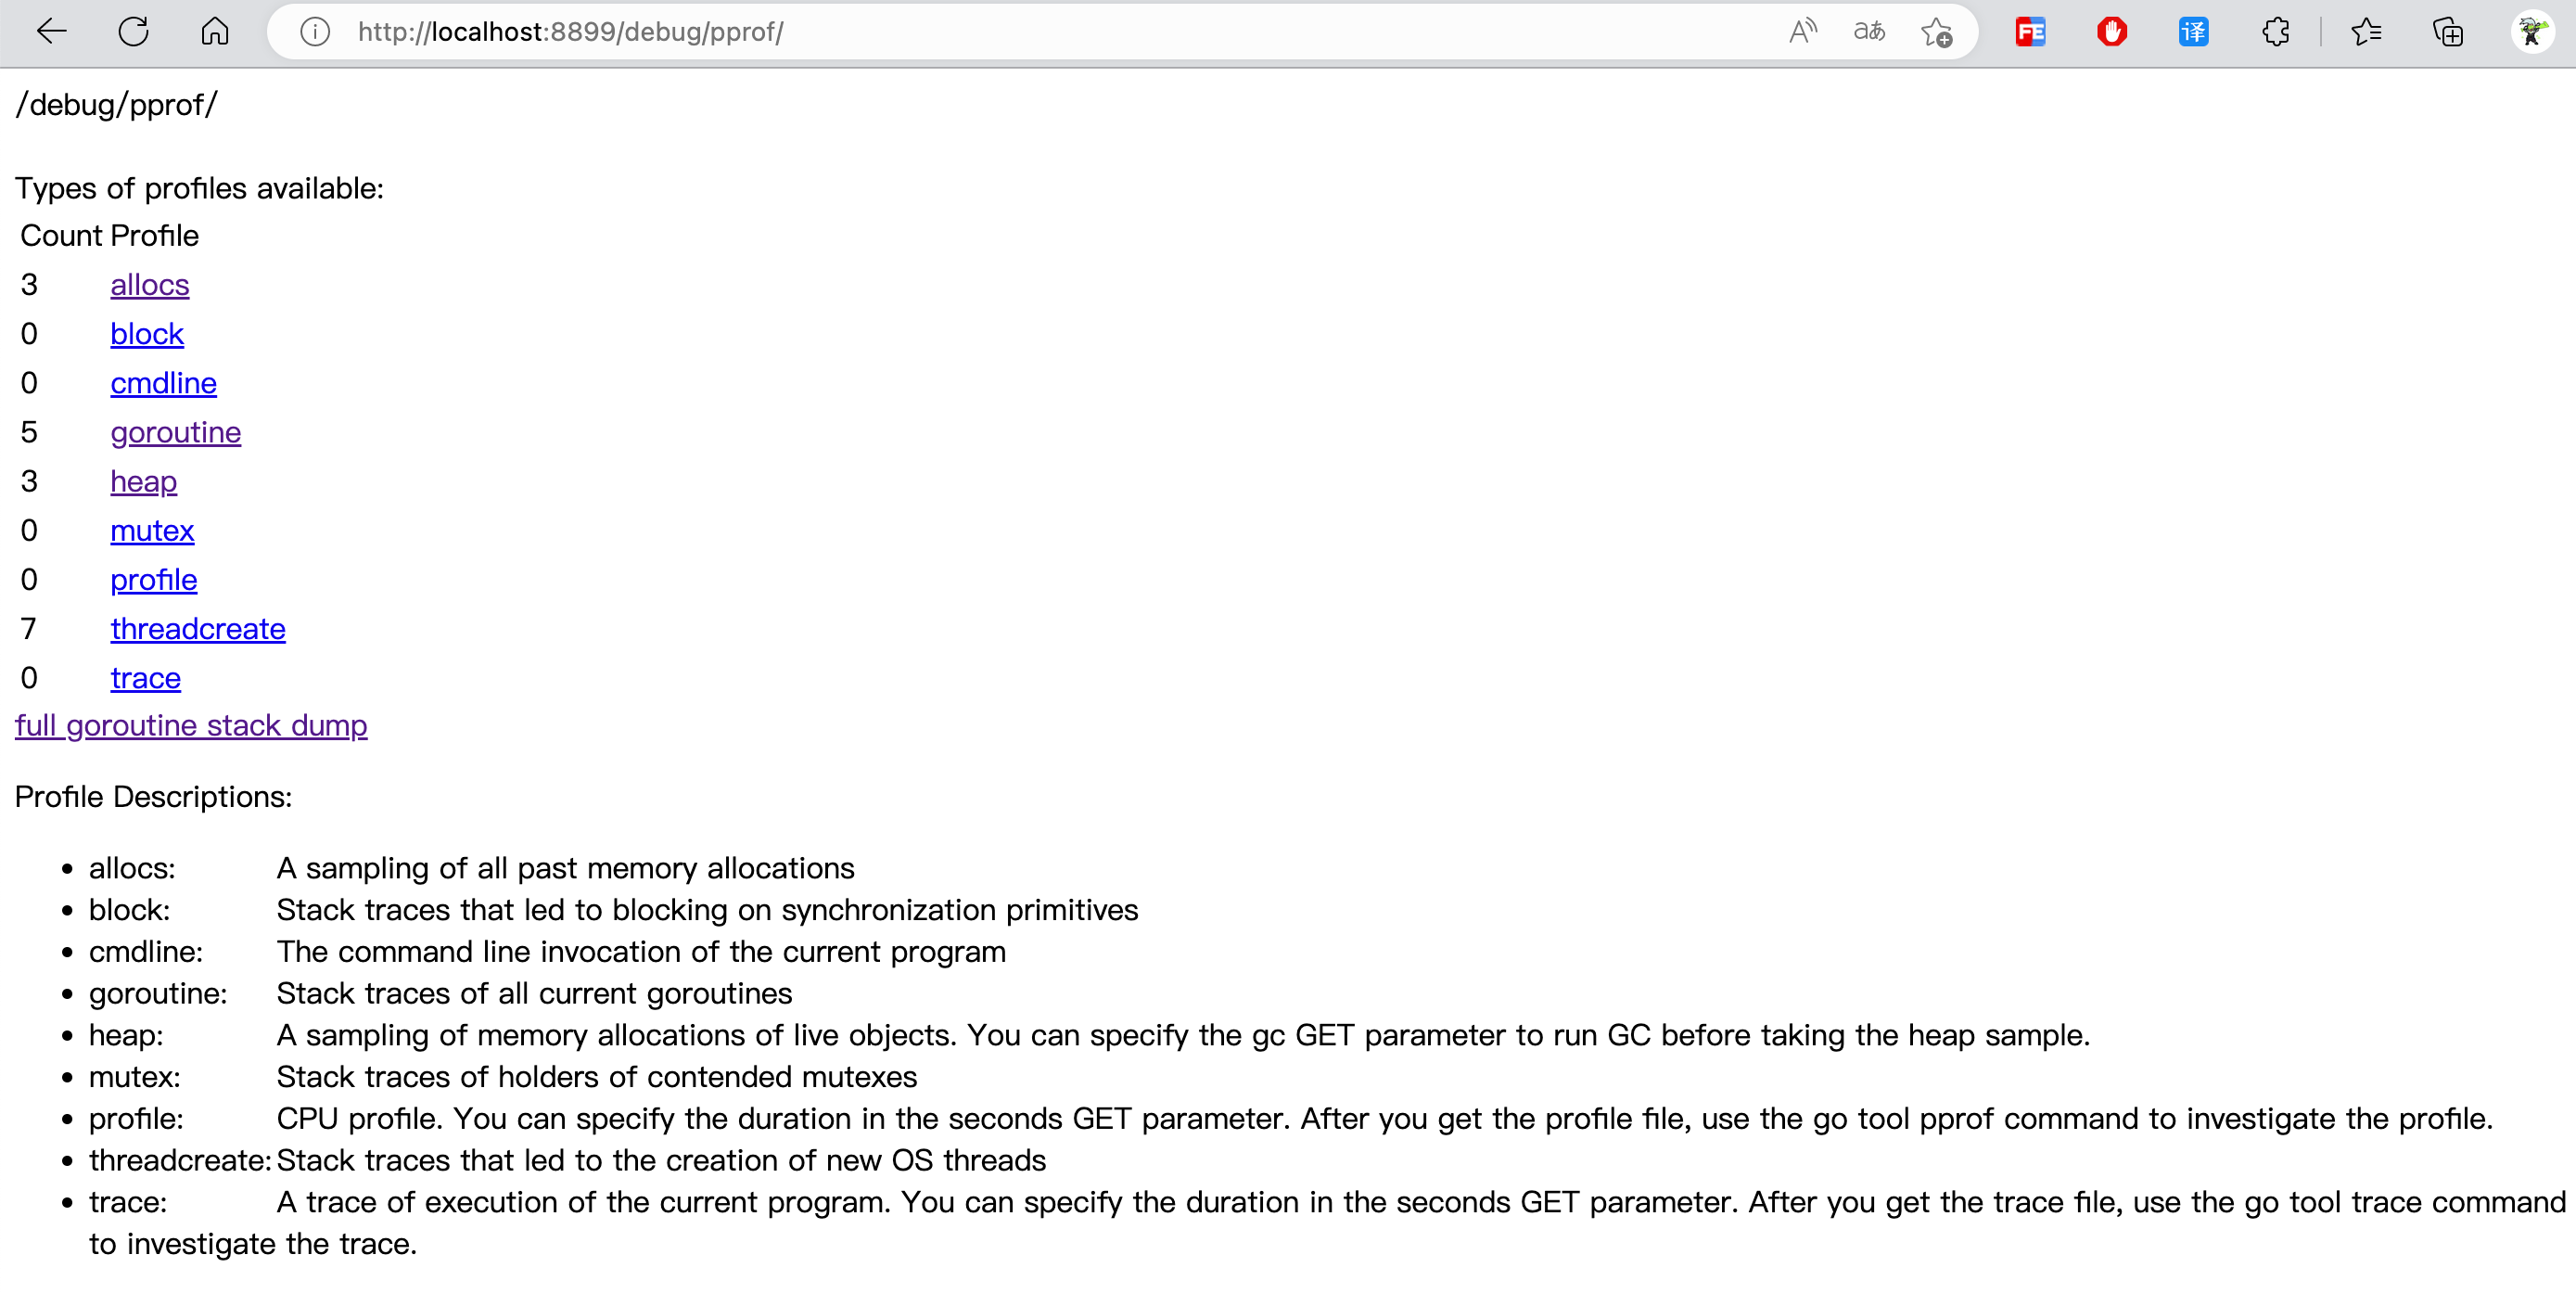 http://localhost:8899/debug/pprof/
A
aあ
FE
译
/debug/pprof/
Types of profiles available:
Count Profile
3 allocs
0 block
0 cmdline
5 goroutine
3 heap
0 mutex
0 profile
7 threadcreate
0 trace
full goroutine stack dump
Profile Descriptions:
• allocs: A sampling of all past memory allocations
• block: Stack traces that led to blocking on synchronization primitives
• cmdline: The command line invocation of the current program
• goroutine: Stack traces of all current goroutines
• heap: A sampling of memory allocations of live objects. You can specify the gc GET parameter to run GC before taking the heap sample.
• mutex: Stack traces of holders of contended mutexes
• profile: CPU profile. You can specify the duration in the seconds GET parameter. After you get the profile file, use the go tool pprof command to investigate the profile.
• threadcreate: Stack traces that led to the creation of new OS threads
• trace: A trace of execution of the current program. You can specify the duration in the seconds GET parameter. After you get the trace file, use the go tool trace command
to investigate the trace.